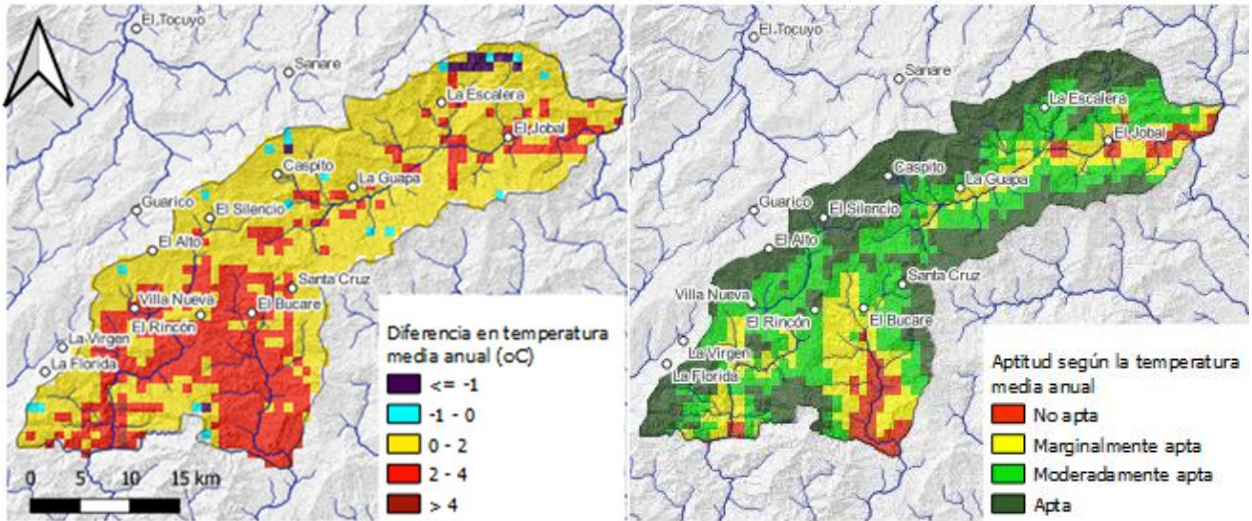 El Tocuyo
Sanare
La Escalera
El Jobal
Caspito
La Guapa
Guarico
El Silencio
El Alto
Santa Cruz
Villa Nueva
El Bucare
El Rincón
La Virgen
La Florida
0 5 10 15 km
Diferencia en temperatura
media anual (oC)
<= -1
-1 - 0
0 - 2
2 - 4
> 4
El Tocuyo
Sanare
La Escalera
El Jobal
Caspito
La Guapa
Guarico
El Silencio
El Alto
Santa Cruz
Villa Nueva
El Rincón
El Bucare
La Virgen
La Florida
Aptitud según la temperatura
media anual
No apta
Marginalmente apta
Moderadamente apta
Apta